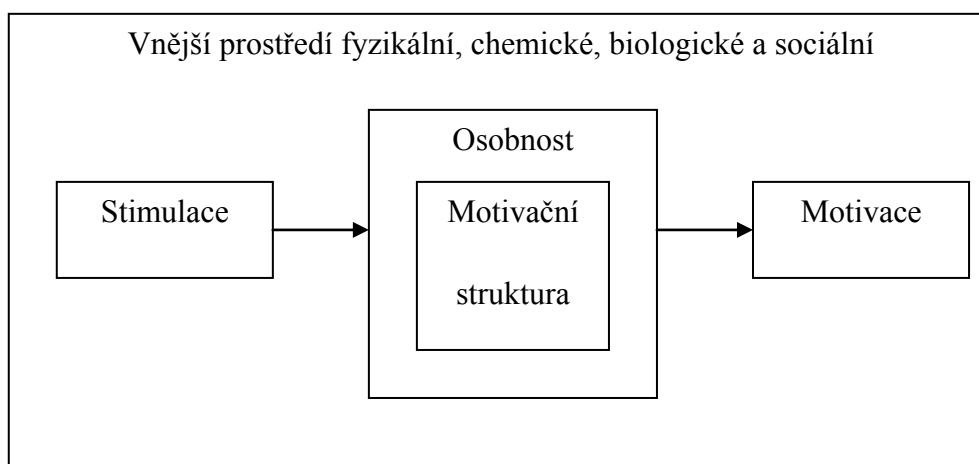 Vnější prostředí fyzikální, chemické, biologické a sociální
Osobnost
Stimulace
Motivační
struktura
Motivace